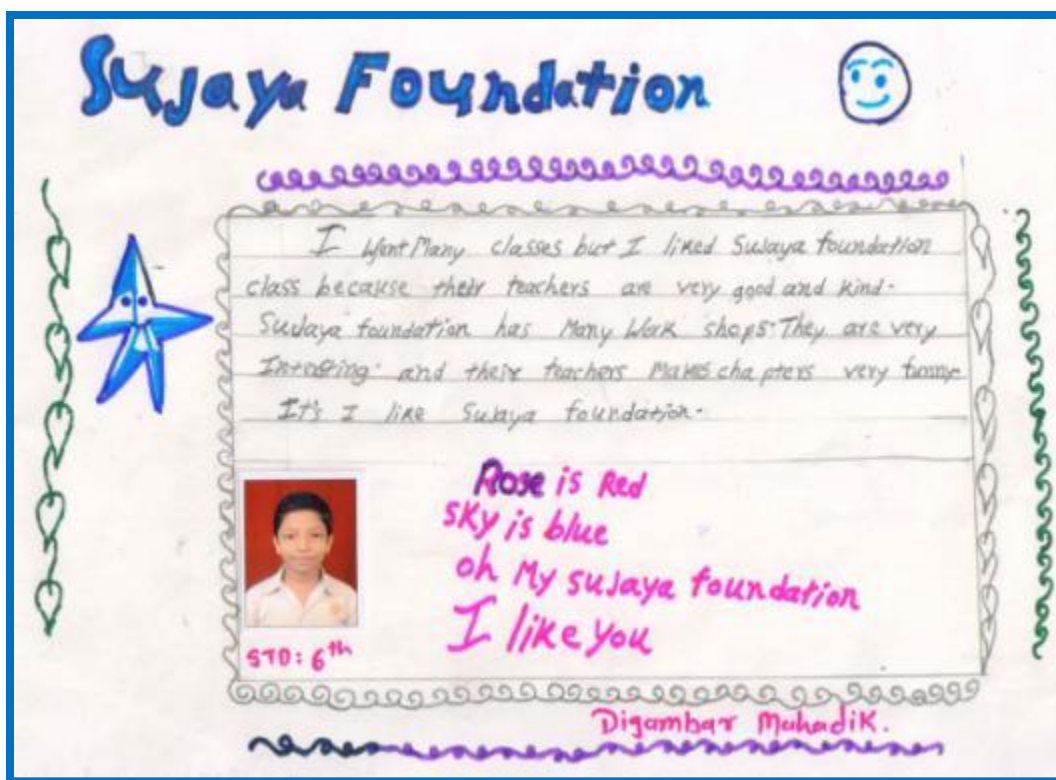 Sujaya Foundation
I Want Many classes but I liked Sujaya foundation
class because their teachers are very good and kind.
Sujaya foundation has Many Work shops. They are very
Intersting. and their teachers Makes chapters very funny
It's I like Sujaya foundation.
Rose is Red
sky is blue
oh My sujaya foundation
I like you
STD: 6th
Digambar Mahadik.